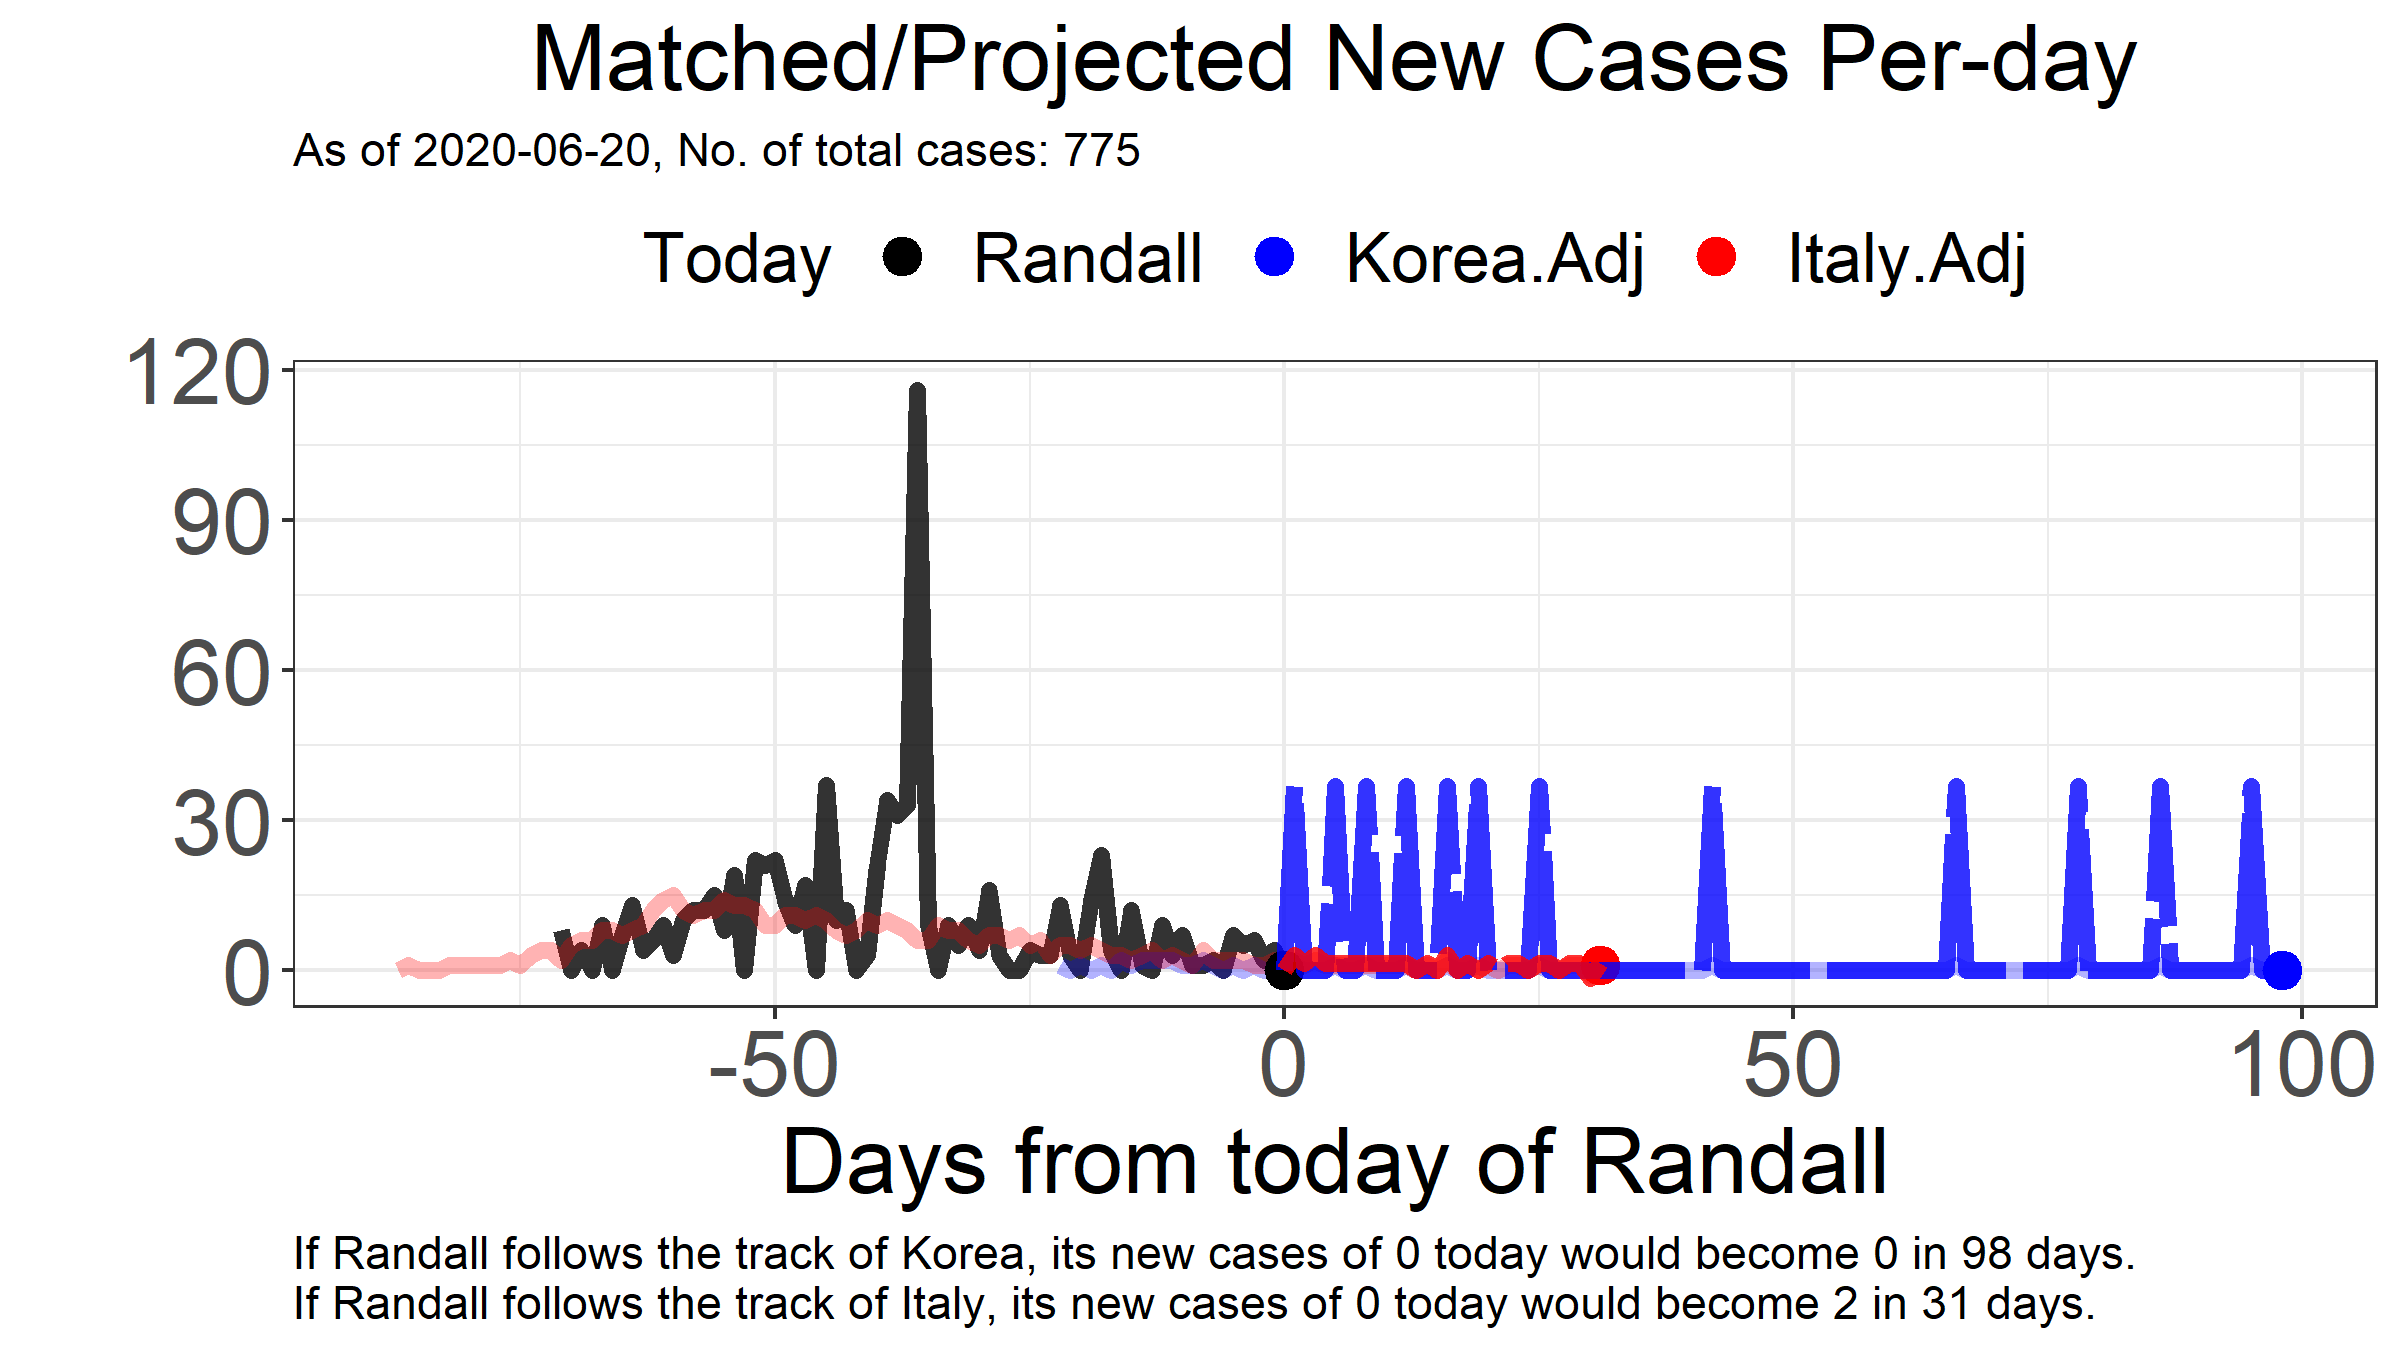 Matched/Projected New Cases Per-day
As of 2020-06-20, No. of total cases: 775
Today Randall Korea.Adj Italy.Adj
120
90
60
30
0
-50 0 50 100
Days from today of Randall
If Randall follows the track of Korea, its new cases of 0 today would become 0 in 98 days.
If Randall follows the track of Italy, its new cases of 0 today would become 2 in 31 days.